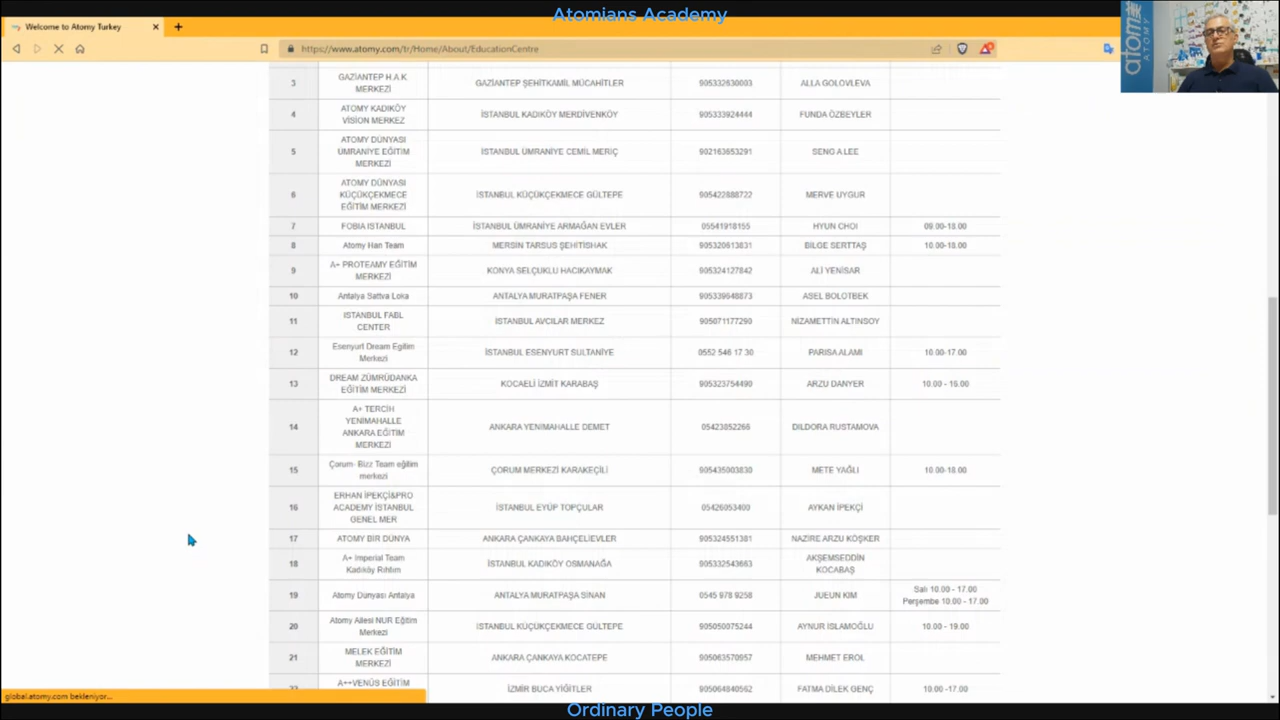 Atomians Academy
Welcome to Atomy Turkey
https://www.atomy.com/tr/Home/About/EducationCentre
atomy
ATOMY
3 GAZİANTEP H.A.K. MERKEZİ GAZİANTEP ŞEHİTKAMİL MÜCAHİTLER 905332630003 ALLA GOLOVLEVA
4 ATOMY KADIKÖY VİSION MERKEZ İSTANBUL KADIKÖY MERDİVENKÖY 905333924444 FUNDA ÖZBEYLER
5 ATOMY DÜNYASI ÜMRANİYE EĞİTİM MERKEZİ İSTANBUL ÜMRANİYE CEMİL MERİÇ 902163653291 SENG A LEE
6 ATOMY DÜNYASI KÜÇÜKÇEKMECE EĞİTİM MERKEZİ İSTANBUL KÜÇÜKÇEKMECE GÜLTEPE 905422888722 MERVE UYGUR
7 FOBIA ISTANBUL İSTANBUL ÜMRANİYE ARMAĞAN EVLER 05541918155 HYUN CHOI 09.00-18.00
8 Atomy Han Team MERSİN TARSUS ŞEHİTİSHAK 905320613831 BİLGE SERTTAŞ 10.00-18.00
9 A+ PROTEAMY EĞİTİM MERKEZİ KONYA SELÇUKLU HACIKAYMAK 905324127842 ALİ YENİSAR
10 Antalya Sattva Loka ANTALYA MURATPAŞA FENER 905339648873 ASEL BOLOTBEK
11 ISTANBUL FABL CENTER İSTANBUL AVCILAR MERKEZ 905071177290 NİZAMETTİN ALTINSOY
12 Esenyurt Dream Egitim Merkezi İSTANBUL ESENYURT SULTANİYE 0552 546 17 30 PARISA ALAMI 10.00-17.00
13 DREAM ZÜMRÜDANKA EĞİTİM MERKEZİ KOCAELİ İZMİT KARABAŞ 905323754490 ARZU DANYER 10.00 - 16.00
14 A+ TERCİH YENİMAHALLE ANKARA EĞİTİM MERKEZİ ANKARA YENİMAHALLE DEMET 05423852266 DILDORA RUSTAMOVA
15 Çorum- Bizz Team eğitim merkezi ÇORUM MERKEZİ KARAKEÇİLİ 905435003830 METE YAĞLI 10.00-18.00
16 ERHAN İPEKÇİ&PRO ACADEMY İSTANBUL GENEL MER İSTANBUL EYÜP TOPÇULAR 05426053400 AYKAN İPEKÇİ
17 ATOMY BİR DÜNYA ANKARA ÇANKAYA BAHÇELİEVLER 905324551381 NAZİRE ARZU KÖŞKER
18 A+ Imperial Team Kadıköy Rıhtım İSTANBUL KADIKÖY OSMANAĞA 905332543663 AKŞEMSEDDİN KOCABAŞ
19 Atomy Dünyası Antalya ANTALYA MURATPAŞA SİNAN 0545 978 9258 JUEUN KIM Salı 10.00 - 17.00 Perşembe 10.00 - 17.00
20 Atomy Ailesi NUR Eğitim Merkezi İSTANBUL KÜÇÜKÇEKMECE GÜLTEPE 905050075244 AYNUR İSLAMOĞLU 10.00 - 19.00
21 MELEK EĞİTİM MERKEZİ ANKARA ÇANKAYA KOCATEPE 905063570957 MEHMET EROL
A++VENÜS EĞİTİM İZMİR BUCA YİĞİTLER 905064840562 FATMA DİLEK GENÇ 10.00 -17.00
global.atomy.com bekleniyor...
Ordinary People